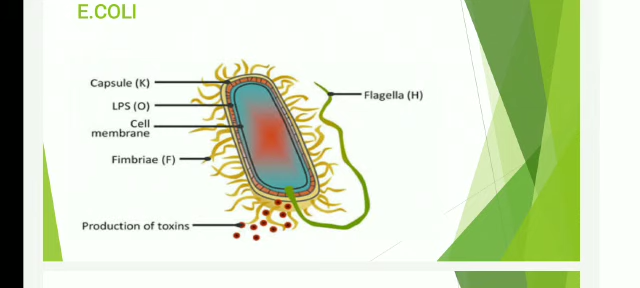 E.COLI
Capsule (K)
LPS (O)
Cell
membrane
Fimbriae (F)
Production of toxins
Flagella (H)